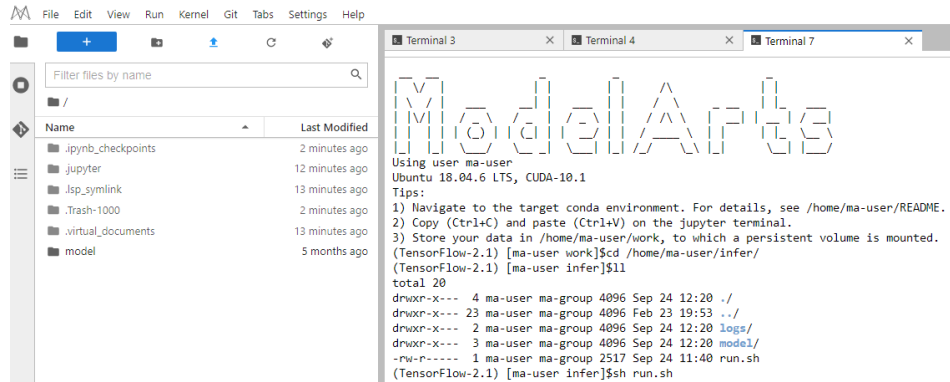 File Edit View Run Kernel Git Tabs Settings Help
Terminal 3
Terminal 4
Terminal 7
Filter files by name
/
Name Last Modified
.ipynb_checkpoints 2 minutes ago
.jupyter 12 minutes ago
.lsp_symlink 13 minutes ago
.Trash-1000 2 minutes ago
.virtual_documents 13 minutes ago
model 5 months ago
ModelArts
Using user ma-user
Ubuntu 18.04.6 LTS, CUDA-10.1
Tips:
1) Navigate to the target conda environment. For details, see /home/ma-user/README.
2) Copy (Ctrl+C) and paste (Ctrl+V) on the jupyter terminal.
3) Store your data in /home/ma-user/work, to which a persistent volume is mounted.
(TensorFlow-2.1) [ma-user work]$cd /home/ma-user/infer/
(TensorFlow-2.1) [ma-user infer]$ll
total 20
drwxr-x--- 4 ma-user ma-group 4096 Sep 24 12:20 ./
drwxr-x--- 23 ma-user ma-group 4096 Feb 23 19:53 ../
drwxr-x--- 2 ma-user ma-group 4096 Sep 24 12:20 logs/
drwxr-x--- 3 ma-user ma-group 4096 Sep 24 12:20 model/
-rw-r----- 1 ma-user ma-group 2517 Sep 24 11:40 run.sh
(TensorFlow-2.1) [ma-user infer]$sh run.sh